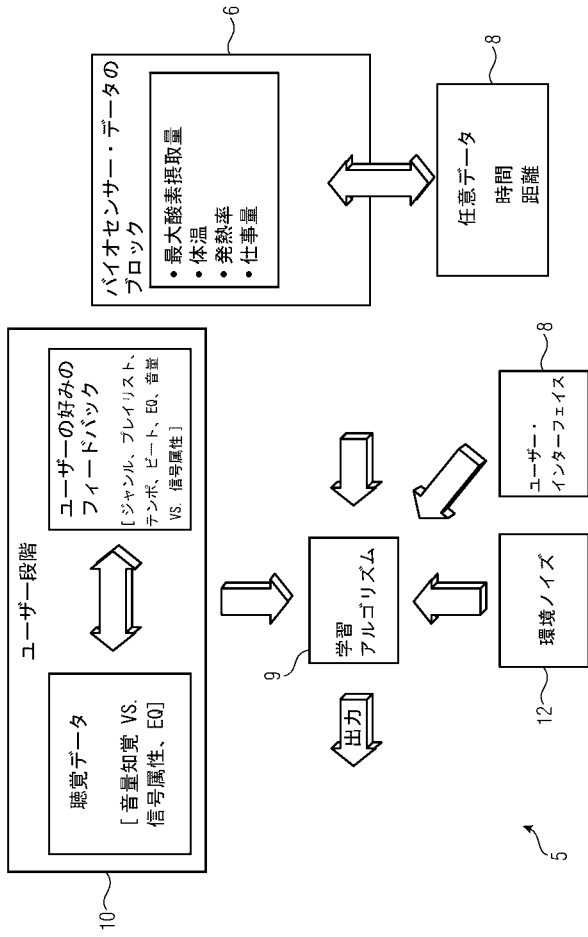 ユーザー段階
聴覚データ
[ 音量知覚 VS.
信号属性、EQ]
ユーザーの好みの
フィードバック
[ ジャンル、プレイリスト、
テンポ、ビート、EQ、音量
VS. 信号属性 ]
10
バイオセンサー・データの
ブロック
• 最大酸素摂取量
• 体温
• 発熱率
• 仕事量
6
任意データ
時間
距離
8
学習
アルゴリズム
9
出力
環境ノイズ
12
ユーザー・
インターフェイス
8
5